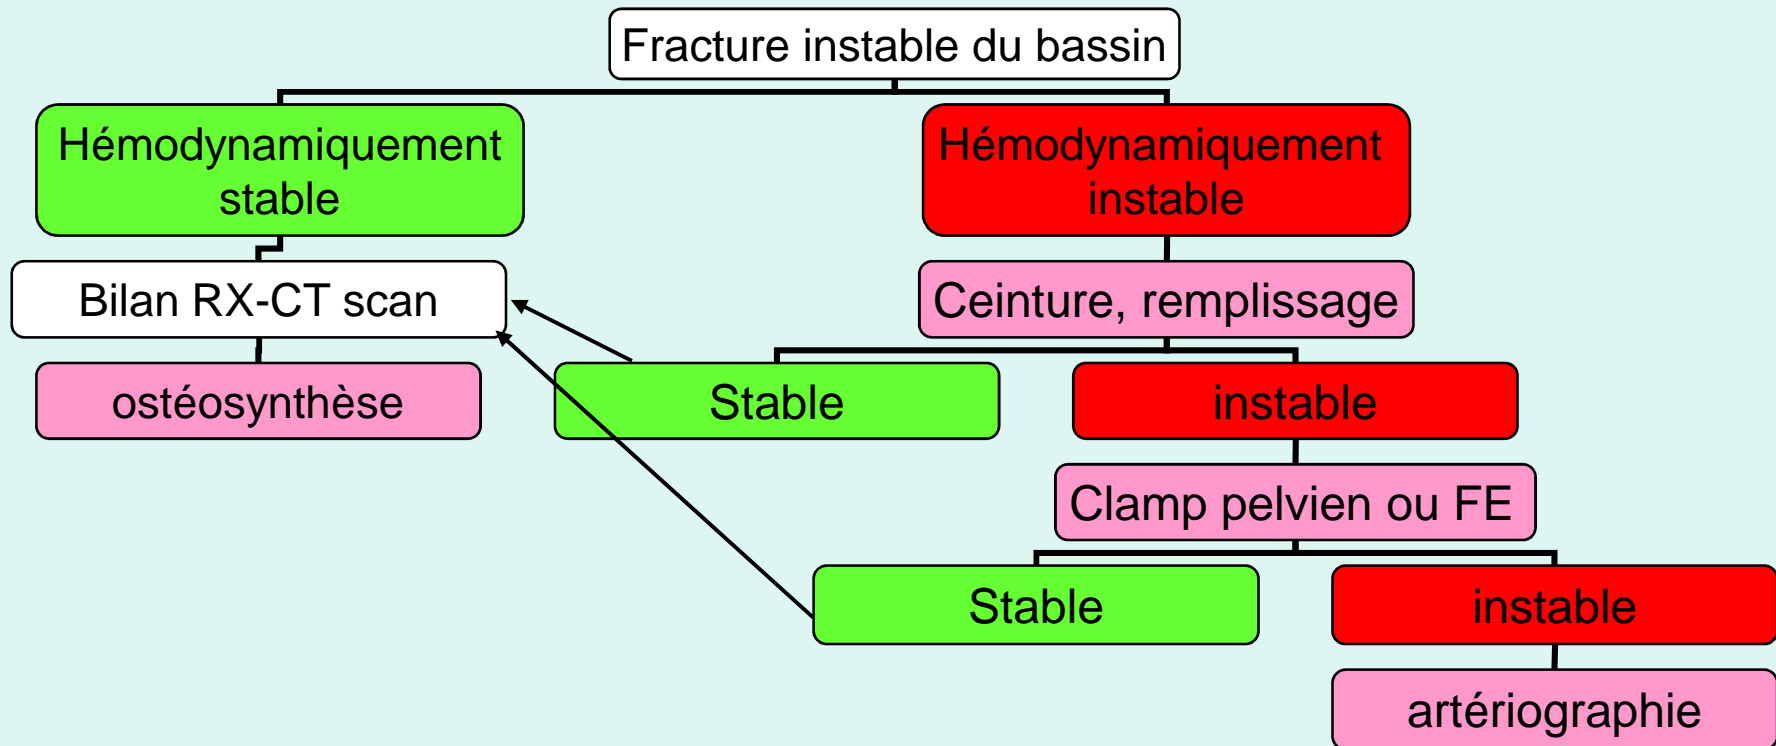 Fracture instable du bassin
Hémodynamiquement
stable
Hémodynamiquement
instable
Bilan RX-CT scan
Ceinture, remplissage
ostéosynthèse
Stable
instable
Clamp pelvien ou FE
Stable
instable
artériographie